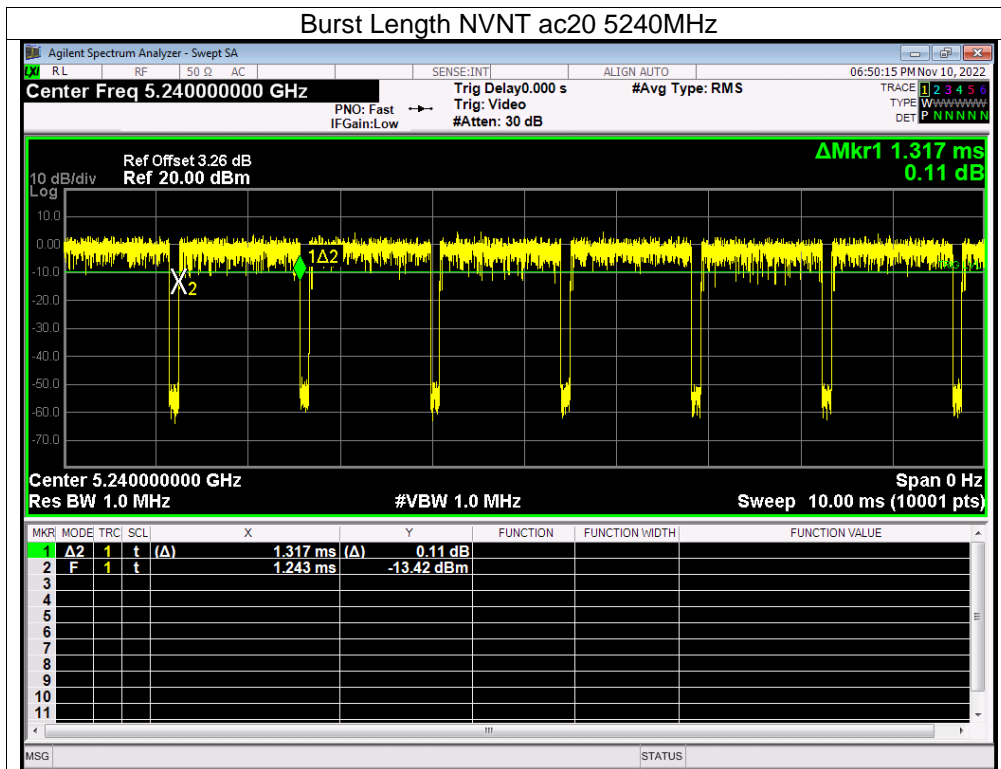 Burst Length NVNT ac20 5240MHz
Agilent Spectrum Analyzer - Swept SA
LXI RL RF 50 Ω AC SENSE:INT ALIGN AUTO 06:50:15 PM Nov 10, 2022
Center Freq 5.240000000 GHz Trig Delay0.000 s #Avg Type: RMS TRACE 1 2 3 4 5 6
PNO: Fast Trig: Video TYPE WWWWWW
IFGain:Low #Atten: 30 dB DET P N N N N N
ΔMkr1 1.317 ms
0.11 dB
Ref Offset 3.26 dB
10 dB/div Ref 20.00 dBm
Log
10.0
0.00
1Δ2
-10.0
X2
-20.0
-30.0
-40.0
-50.0
-60.0
-70.0
Center 5.240000000 GHz Span 0 Hz
Res BW 1.0 MHz #VBW 1.0 MHz Sweep 10.00 ms (10001 pts)
MKR MODE TRC SCL X Y FUNCTION FUNCTION WIDTH FUNCTION VALUE
1 Δ2 1 t (Δ) 1.317 ms (Δ) 0.11 dB
2 F 1 t 1.243 ms -13.42 dBm
3
4
5
6
7
8
9
10
11
MSG STATUS